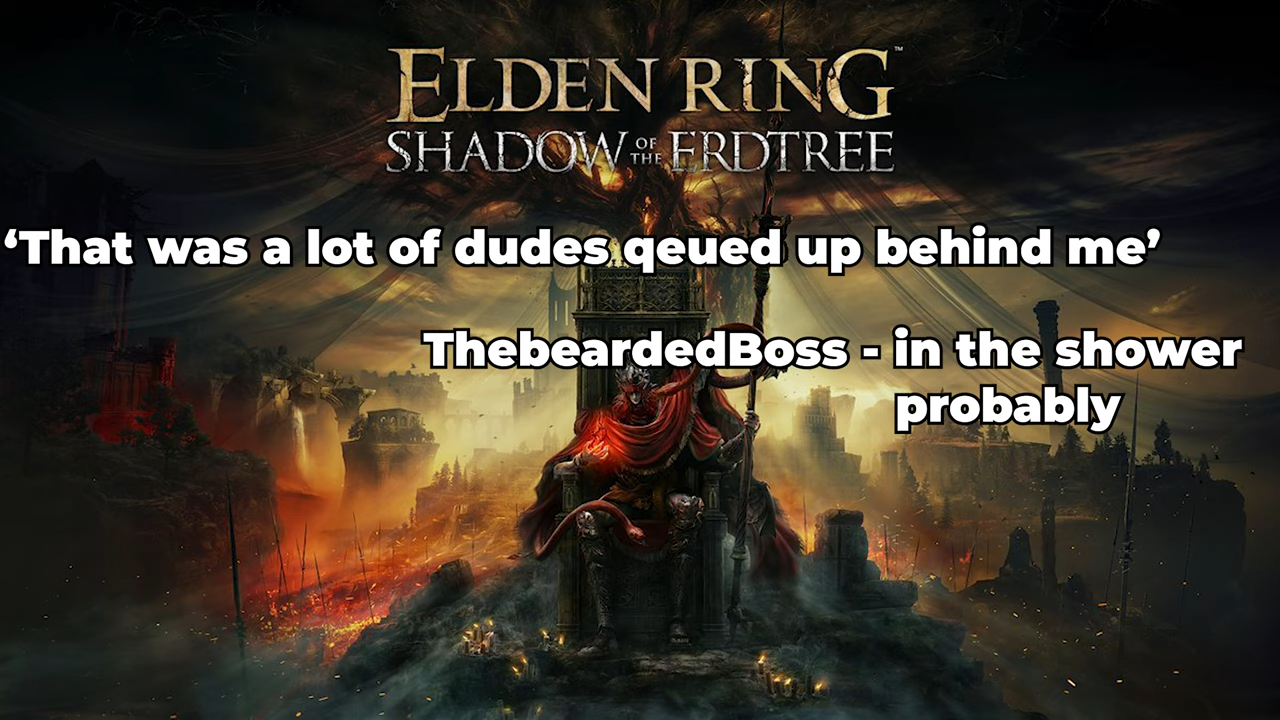 ELDEN RING™
SHADOW OF THE ERDTREE
‘That was a lot of dudes qeued up behind me’
ThebeardedBoss - in the shower
probably